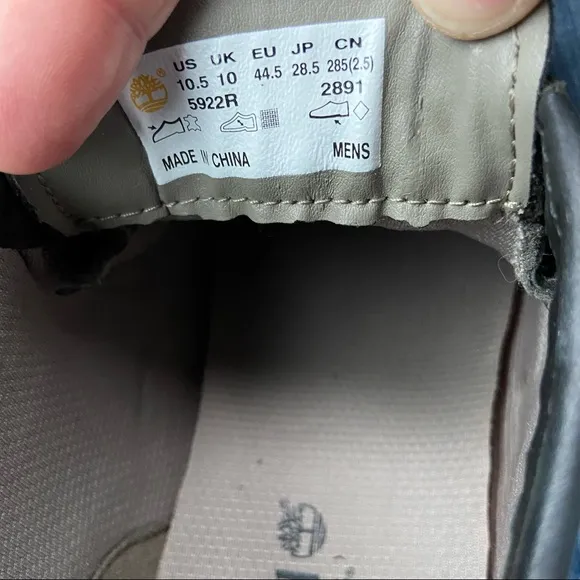 US UK EU JP CN
10.5 10 44.5 28.5 285(2.5)
5922R 2891
MADE IN CHINA MENS